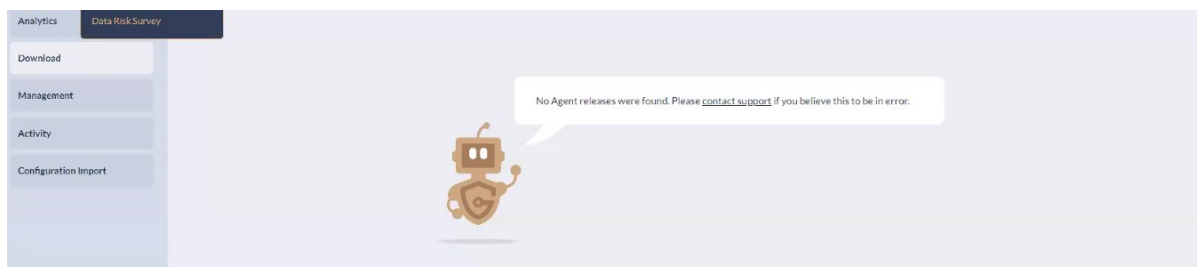 Analytics
Data Risk Survey
Download
Management
Activity
Configuration Import
No Agent releases were found. Please contact support if you believe this to be in error.